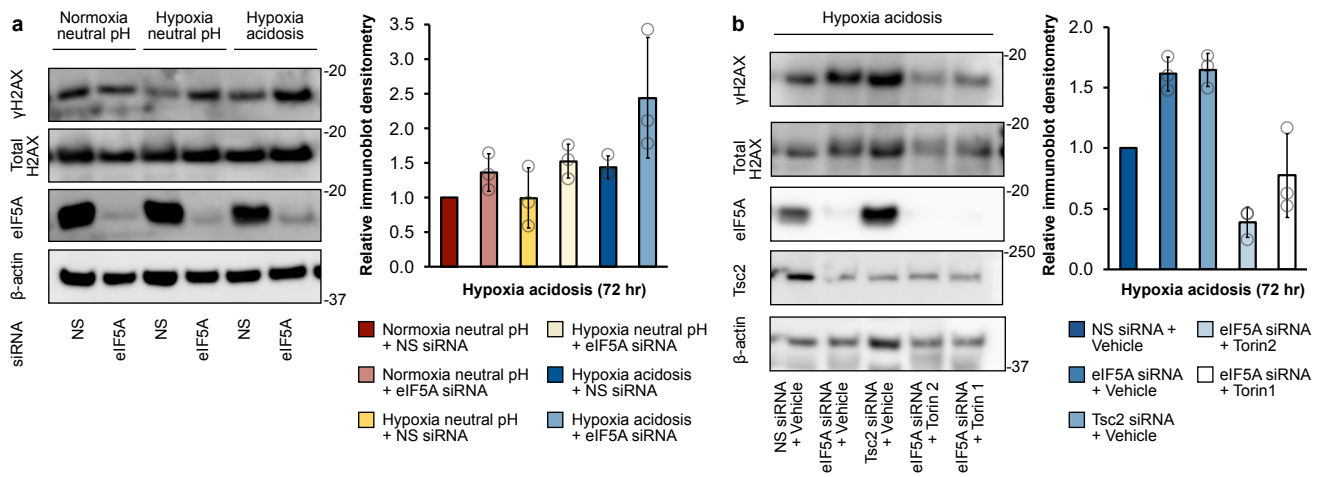 a
Normoxia
neutral pH
Hypoxia
neutral pH
Hypoxia
acidosis
γH2AX
-20
Total
H2AX
-20
eIF5A
-20
β-actin
-37
siRNA
NS
eIF5A
NS
eIF5A
NS
eIF5A
Relative immunoblot densitometry
3.5
3.0
2.5
2.0
1.5
1.0
0.5
0.0
Hypoxia acidosis (72 hr)
Normoxia neutral pH
+ NS siRNA
Normoxia neutral pH
+ eIF5A siRNA
Hypoxia neutral pH
+ NS siRNA
Hypoxia neutral pH
+ eIF5A siRNA
Hypoxia acidosis
+ NS siRNA
Hypoxia acidosis
+ eIF5A siRNA
b
Hypoxia acidosis
γH2AX
-20
Total
H2AX
-20
eIF5A
-20
Tsc2
-250
β-actin
-37
NS siRNA
+ Vehicle
eIF5A siRNA
+ Vehicle
Tsc2 siRNA
+ Vehicle
eIF5A siRNA
+ Torin 2
eIF5A siRNA
+ Torin 1
Relative immunoblot densitometry
2.0
1.5
1.0
0.5
0.0
Hypoxia acidosis (72 hr)
NS siRNA +
Vehicle
eIF5A siRNA
+ Vehicle
Tsc2 siRNA
+ Vehicle
eIF5A siRNA
+ Torin2
eIF5A siRNA
+ Torin1